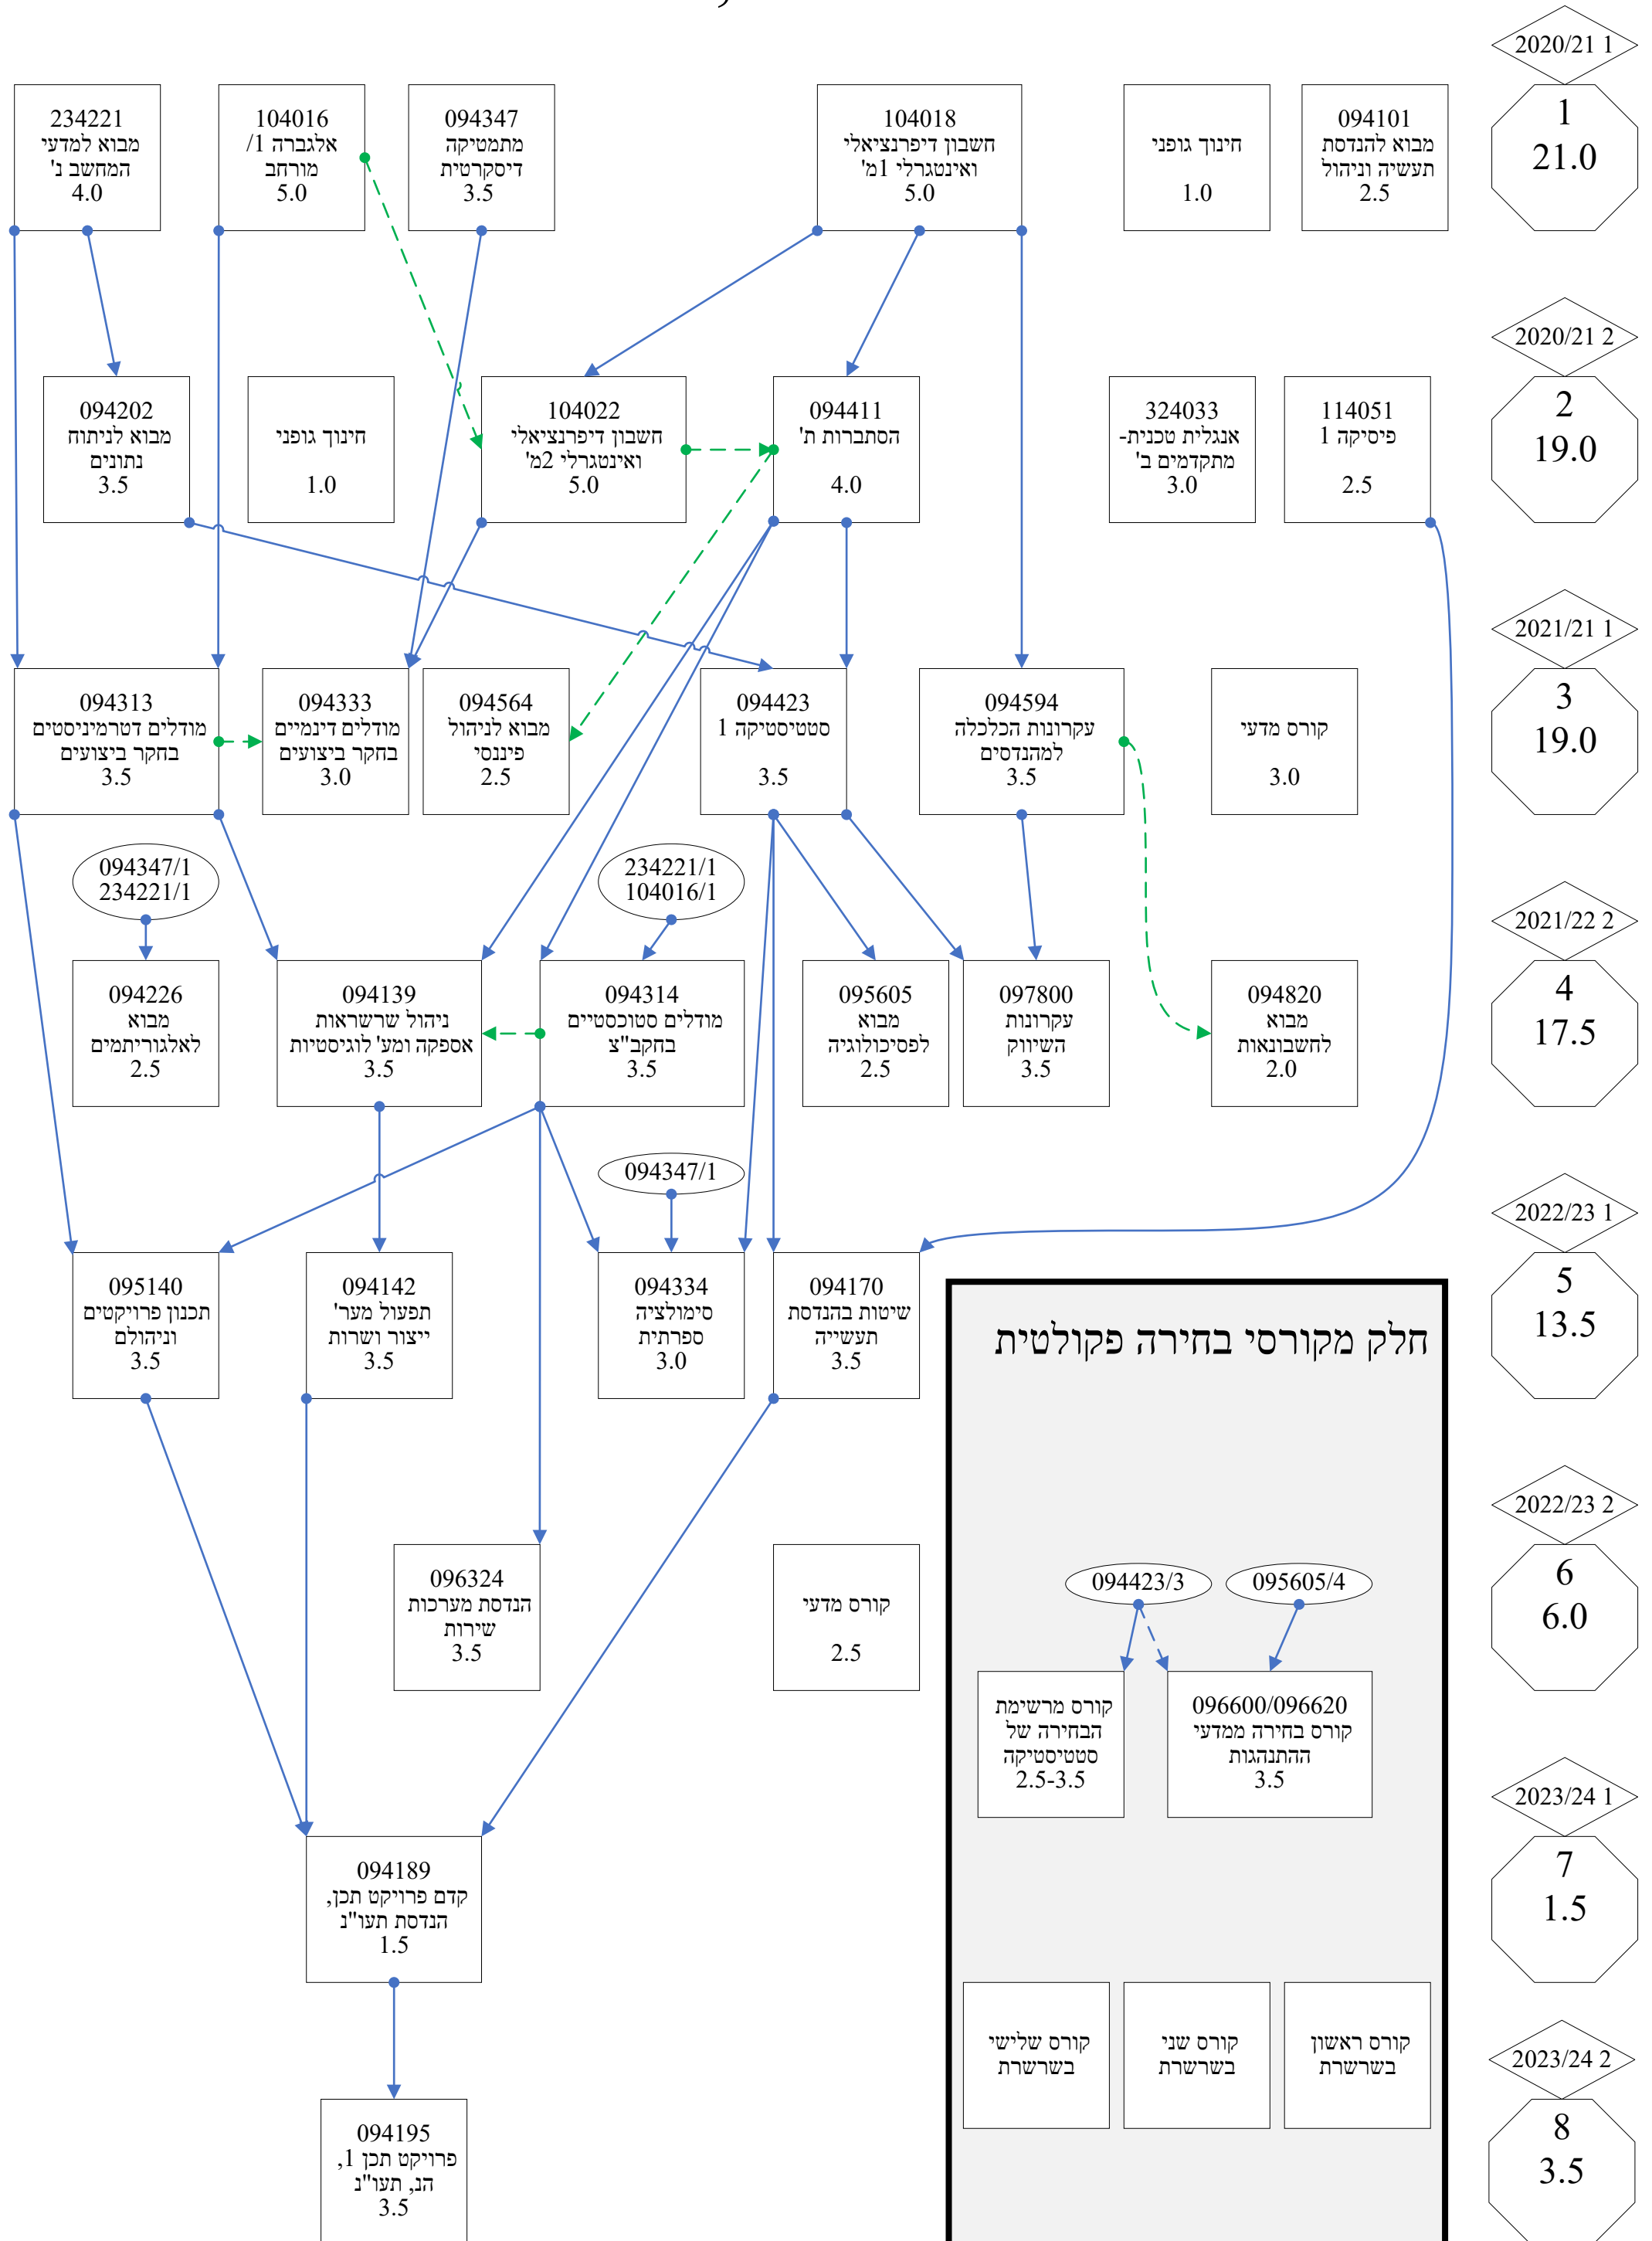 2020/21 1
1
21.0
094101
מבוא להנדסת
תעשיה וניהול
2.5
חינוך גופני
1.0
104018
חשבון דיפרנציאלי
ואינטגרלי 1מ'
5.0
094347
מתמטיקה
דיסקרטית
3.5
104016
אלגברה 1/
מורחב
5.0
234221
מבוא למדעי
המחשב נ'
4.0
2020/21 2
2
19.0
114051
פיסיקה 1
2.5
324033
אנגלית טכנית-
מתקדמים ב'
3.0
094411
הסתברות ת'
4.0
104022
חשבון דיפרנציאלי
ואינטגרלי 2מ'
5.0
חינוך גופני
1.0
094202
מבוא לניתוח
נתונים
3.5
2021/21 1
3
19.0
קורס מדעי
3.0
094594
עקרונות הכלכלה
למהנדסים
3.5
094423
סטטיסטיקה 1
3.5
094564
מבוא לניהול
פיננסי
2.5
094333
מודלים דינמיים
בחקר ביצועים
3.0
094313
מודלים דטרמיניסטים
בחקר ביצועים
3.5
234221/1
104016/1
094347/1
234221/1
2021/22 2
4
17.5
094820
מבוא
לחשבונאות
2.0
097800
עקרונות
השיווק
3.5
095605
מבוא
לפסיכולוגיה
2.5
094314
מודלים סטוכסטיים
בחקב"צ
3.5
094139
ניהול שרשראות
אספקה ומע' לוגיסטיות
3.5
094226
מבוא
לאלגוריתמים
2.5
094347/1
2022/23 1
5
13.5
094170
שיטות בהנדסת
תעשייה
3.5
094334
סימולציה
ספרתית
3.0
094142
תפעול מער'
ייצור ושרות
3.5
095140
תכנון פרויקטים
וניהולם
3.5
חלק מקורסי בחירה פקולטית
2022/23 2
6
6.0
קורס מדעי
2.5
096324
הנדסת מערכות
שירות
3.5
095605/4
094423/3
096600/096620
קורס בחירה ממדעי
ההתנהגות
3.5
קורס מרשימת
הבחירה של
סטטיסטיקה
2.5-3.5
2023/24 1
7
1.5
094189
קדם פרויקט תכן,
הנדסת תעו"נ
1.5
קורס ראשון
בשרשרת
קורס שני
בשרשרת
קורס שלישי
בשרשרת
2023/24 2
8
3.5
094195
פרויקט תכן 1,
הנ, תעו"נ
3.5